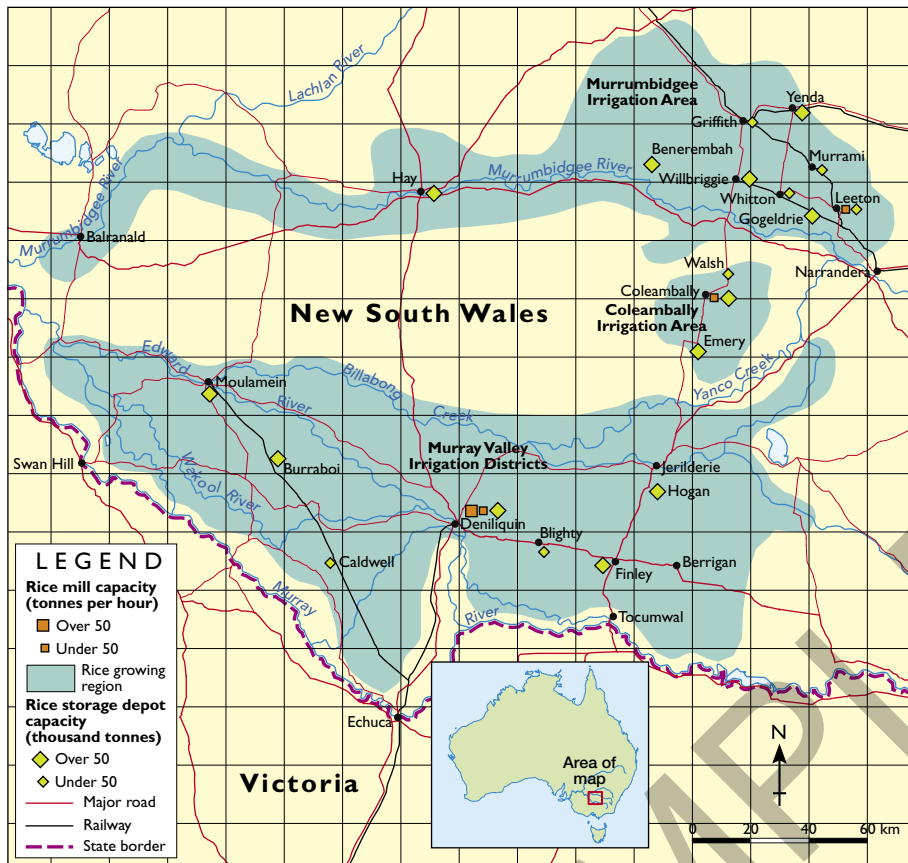 Lachlan River
Murrumbidgee
Irrigation Area
Yenda
Griffith
Benerembah
Murrami
Hay
Murrumbidgee River
Willbriggie
Whitton
Leeton
Gogeldrie
Murrumbidgee River
Balranald
Walsh
Narrandera
Coleambally
New South Wales
Coleambally
Irrigation Area
Emery
Edward
River
Moulamein
Billabong
Creek
Yanco Creek
Swan Hill
Burraboi
Murray Valley
Irrigation Districts
Jerilderie
Hogan
Wakool River
Deniliquin
Blighty
Caldwell
Finley
Berrigan
Murray
River
Tocumwal
Echuca
Victoria
LEGEND
Rice mill capacity
(tonnes per hour)
Over 50
Under 50
Rice growing
region
Rice storage depot
capacity
(thousand tonnes)
Over 50
Under 50
Major road
Railway
State border
Area of
map
N
0 20 40 60 km